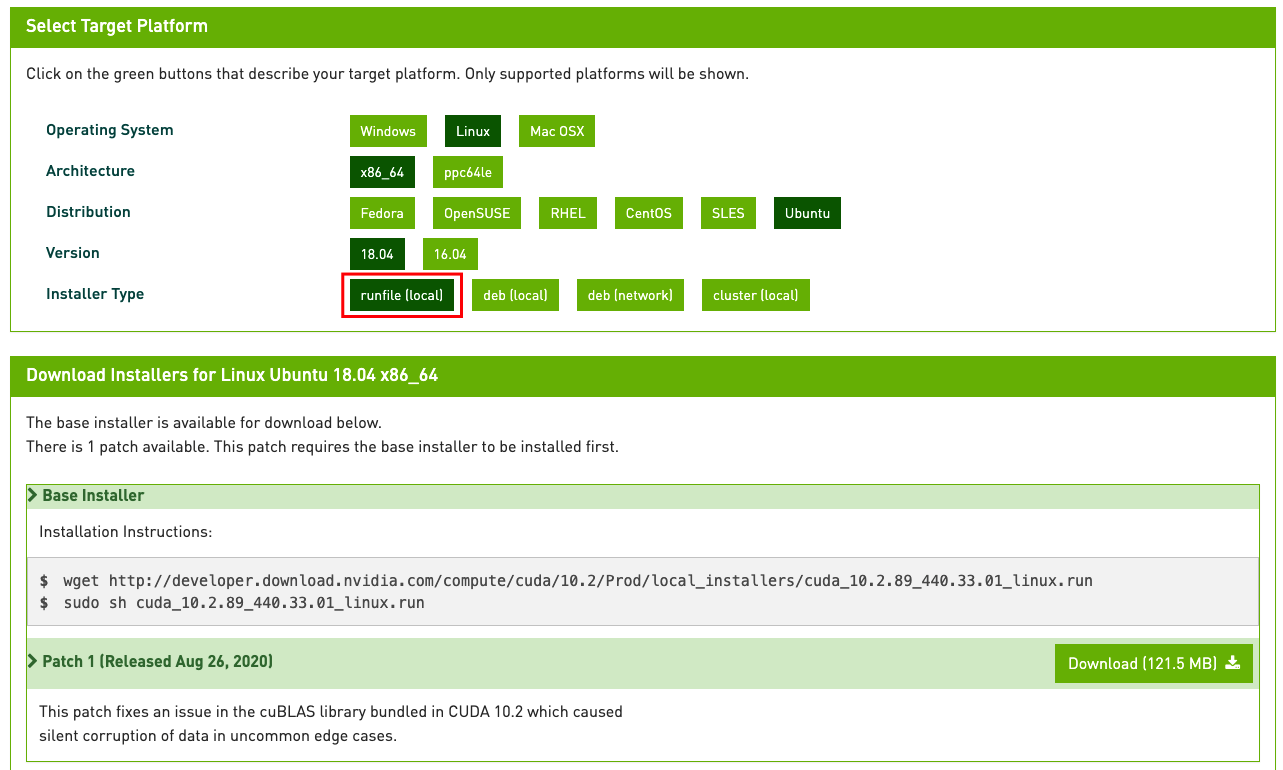 Select Target Platform
Click on the green buttons that describe your target platform. Only supported platforms will be shown.
Operating System Windows Linux Mac OSX
Architecture x86_64 ppc64le
Distribution Fedora OpenSUSE RHEL CentOS SLES Ubuntu
Version 18.04 16.04
Installer Type runfile (local) deb (local) deb (network) cluster (local)
Download Installers for Linux Ubuntu 18.04 x86_64
The base installer is available for download below.
There is 1 patch available. This patch requires the base installer to be installed first.
Base Installer
Installation Instructions:
$ wget http://developer.download.nvidia.com/compute/cuda/10.2/Prod/local_installers/cuda_10.2.89_440.33.01_linux.run
$ sudo sh cuda_10.2.89_440.33.01_linux.run
Patch 1 (Released Aug 26, 2020) Download (121.5 MB)
This patch fixes an issue in the cuBLAS library bundled in CUDA 10.2 which caused
silent corruption of data in uncommon edge cases.